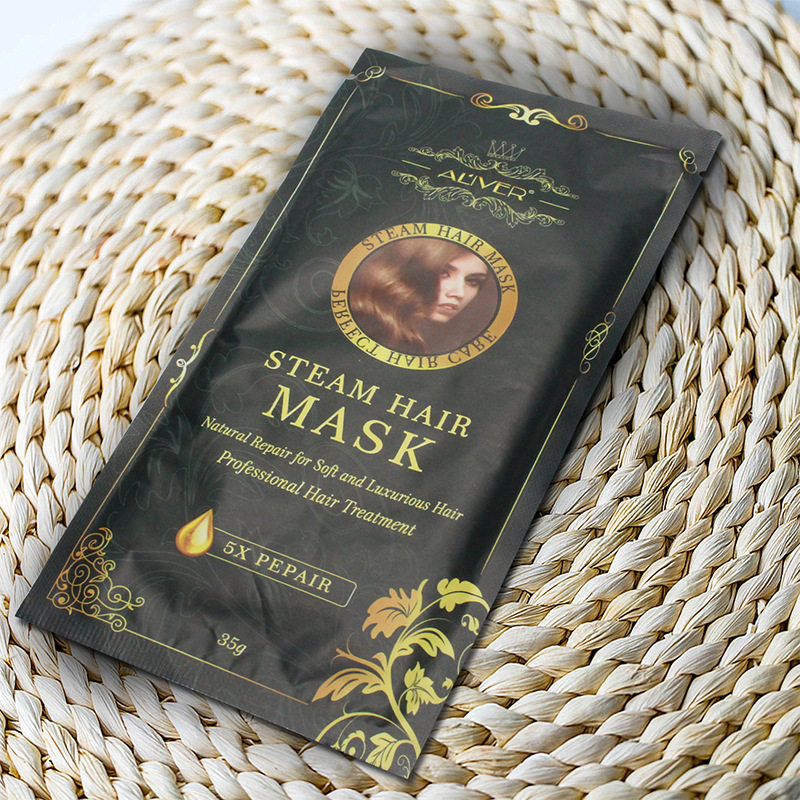 ALIVER®
STEAM HAIR MASK
PERFECT HAIR CARE
STEAM HAIR
MASK
Natural Repair for Soft and Luxurious Hair
Professional Hair Treatment
5X PEPAIR
35g